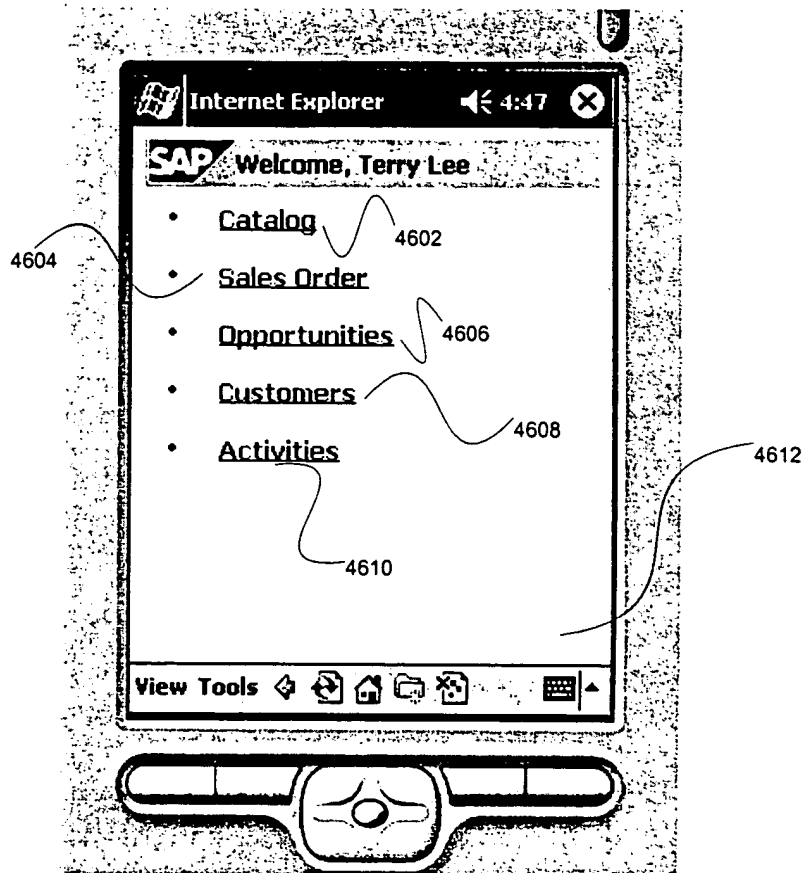 Internet Explorer 4:47
SAP Welcome, Terry Lee
• Catalog
4602
4604
• Sales Order
• Opportunities
4606
• Customers
4608
• Activities
4612
4610
View Tools